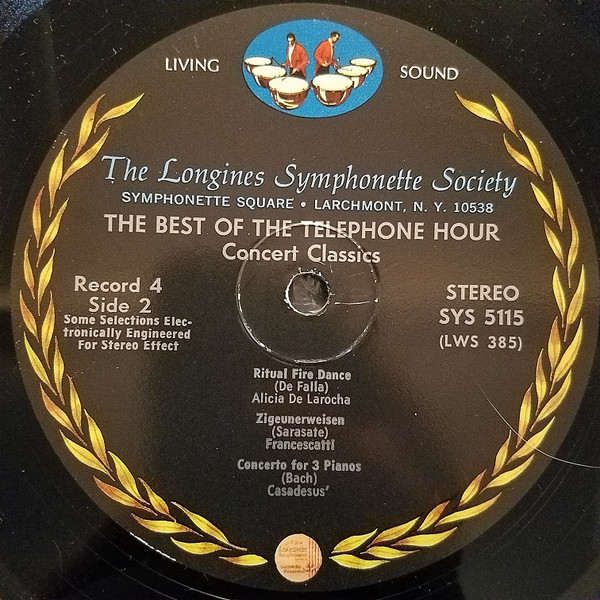 LIVING SOUND
The Longines Symphonette Society
SYMPHONETTE SQUARE • LARCHMONT, N. Y. 10538
THE BEST OF THE TELEPHONE HOUR
Concert Classics
Record 4
Side 2
Some Selections Elec-
tronically Engineered
For Stereo Effect
STEREO
SYS 5115
(LWS 385)
Ritual Fire Dance
(De Falla)
Alicia De Larocha
Zigeunerweisen
(Sarasate)
Francescatti
Concerto for 3 Pianos
(Bach)
Casadesus'